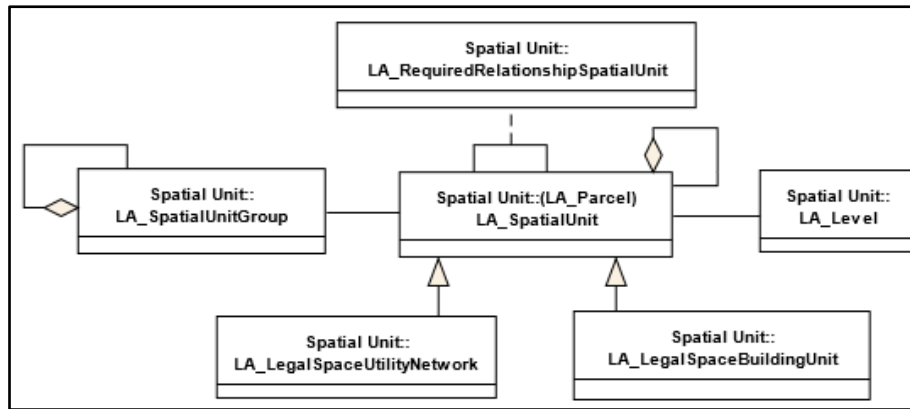 Spatial Unit::
LA_RequiredRelationshipSpatialUnit
Spatial Unit::
LA_SpatialUnitGroup
Spatial Unit::(LA_Parcel)
LA_SpatialUnit
Spatial Unit::
LA_Level
Spatial Unit::
LA_LegalSpaceUtilityNetwork
Spatial Unit::
LA_LegalSpaceBuildingUnit